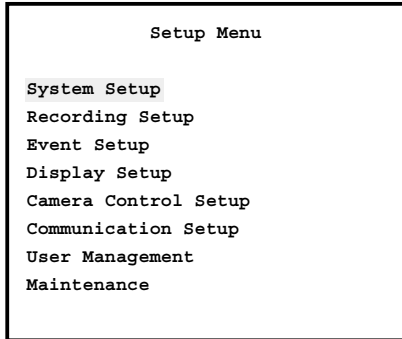 Setup Menu
System Setup
Recording Setup
Event Setup
Display Setup
Camera Control Setup
Communication Setup
User Management
Maintenance